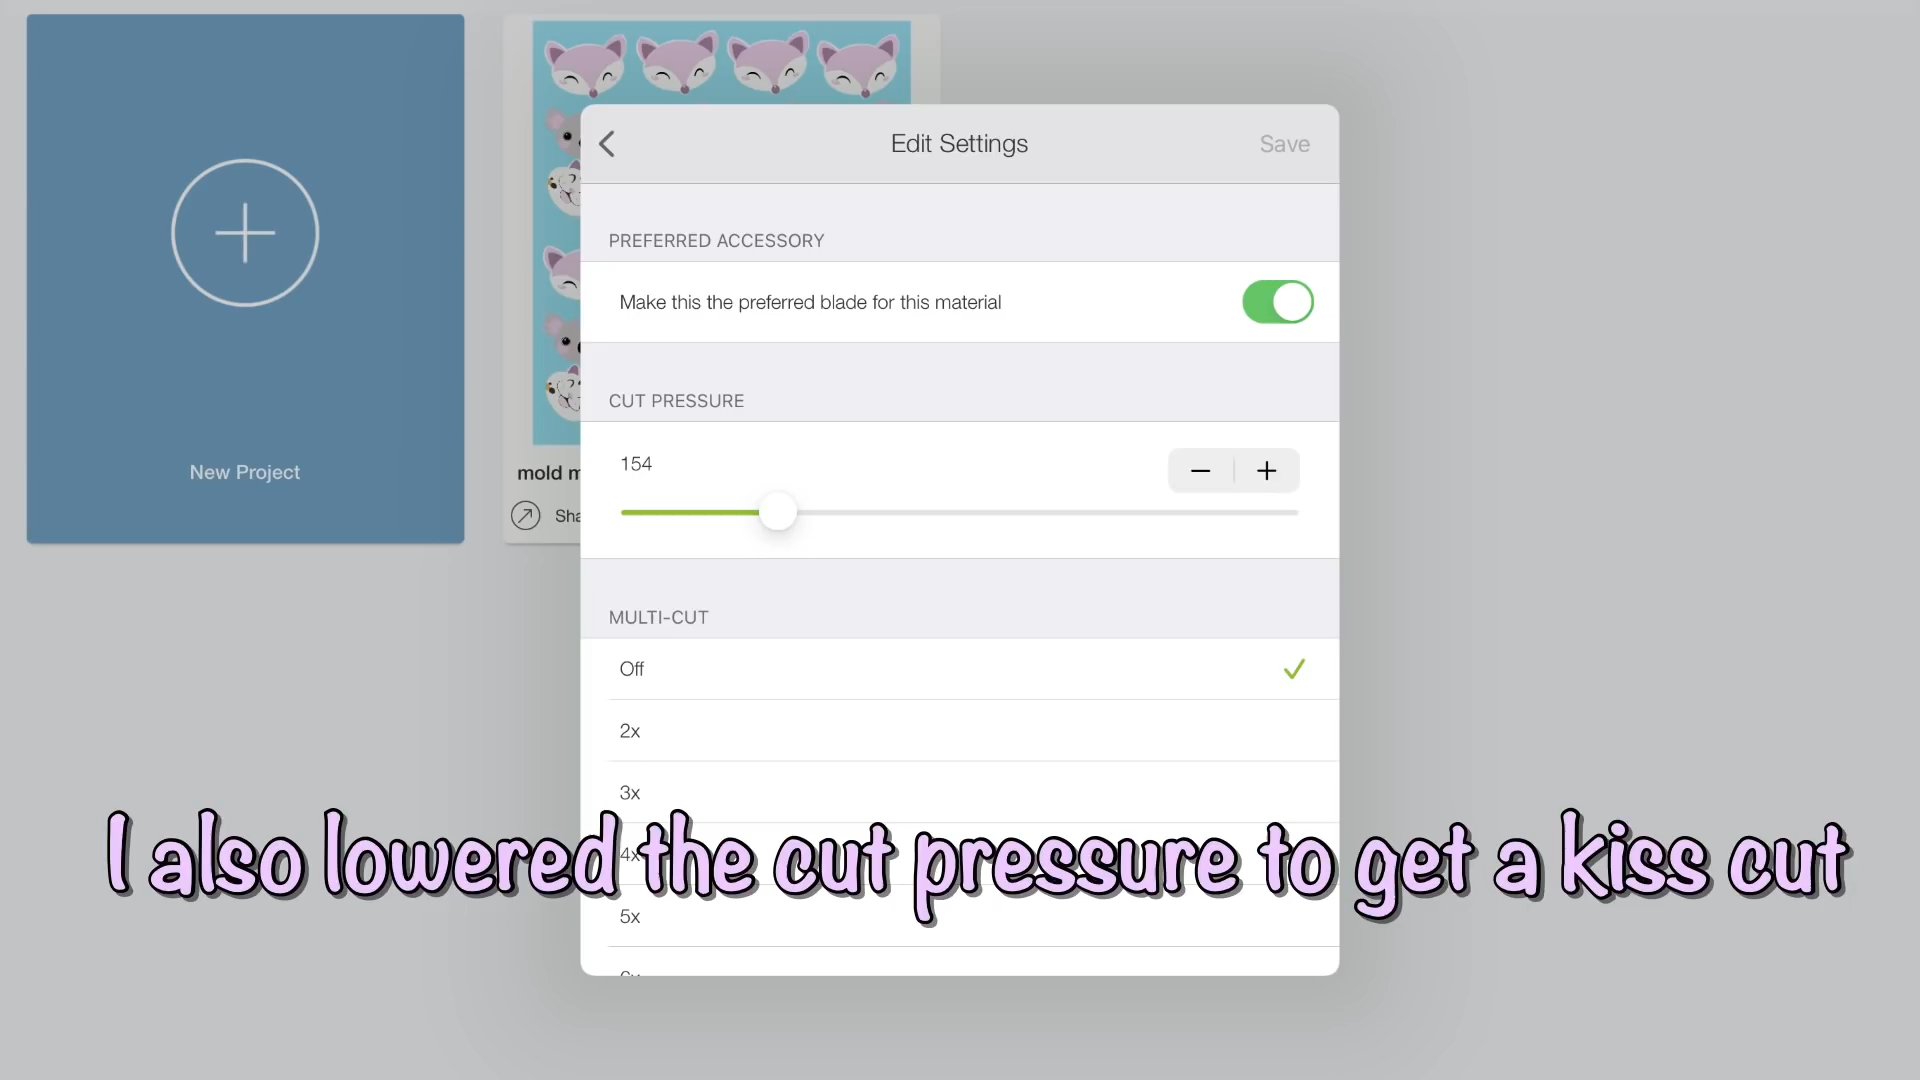 Edit Settings
Save
PREFERRED ACCESSORY
Make this the preferred blade for this material
CUT PRESSURE
154
New Project
mold
MULTI-CUT
Off
2x
3x
4x
5x
I also lowered the cut pressure to get a kiss cut